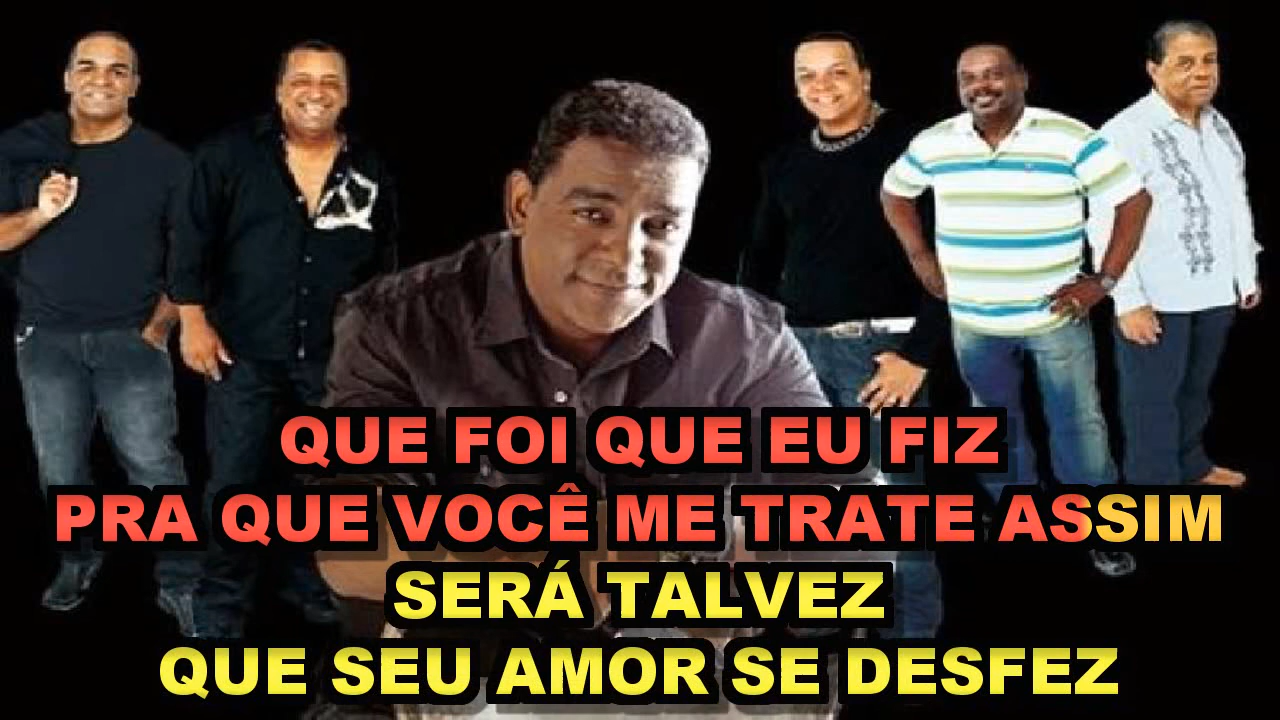 QUE FOI QUE EU FIZ
PRA QUE VOCÊ ME TRATE ASSIM
SERÁ TALVEZ
QUE SEU AMOR SE DESFEZ